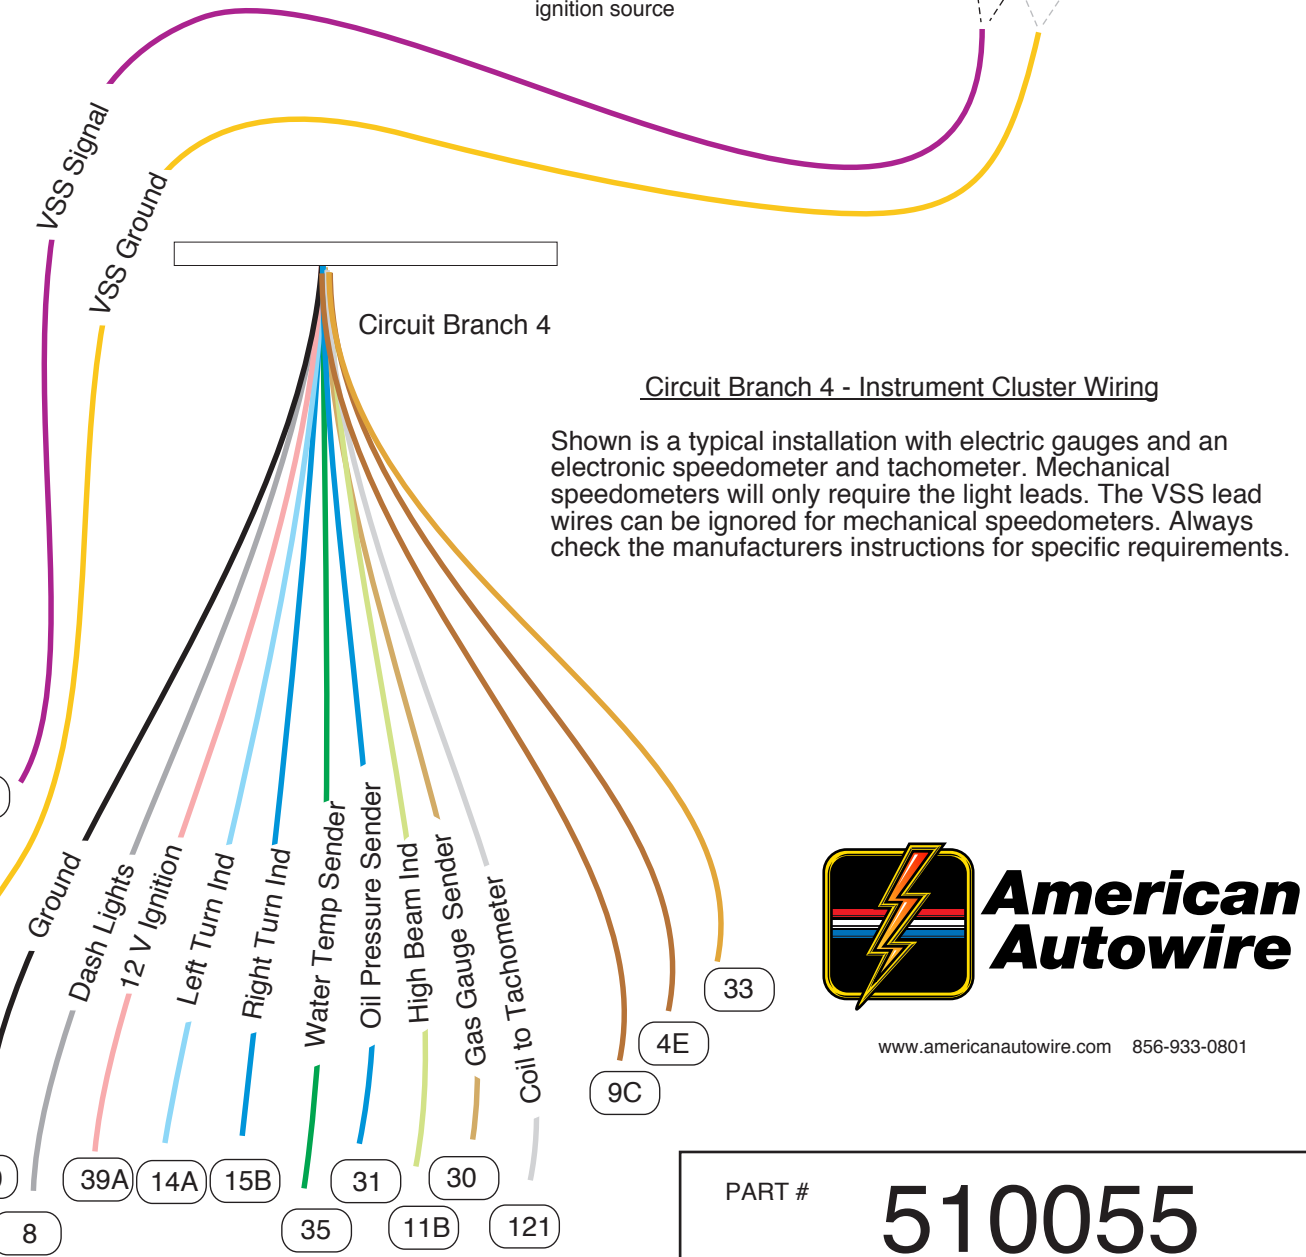 ignition source
VSS Signal
VSS Ground
Circuit Branch 4
Circuit Branch 4 - Instrument Cluster Wiring
Shown is a typical installation with electric gauges and an
electronic speedometer and tachometer. Mechanical
speedometers will only require the light leads. The VSS lead
wires can be ignored for mechanical speedometers. Always
check the manufacturers instructions for specific requirements.
Ground
Dash Lights
12 V Ignition
Left Turn Ind
Right Turn Ind
Water Temp Sender
Oil Pressure Sender
High Beam Ind
Gas Gauge Sender
Coil to Tachometer
33
4E
9C
American
Autowire
www.americanautowire.com 856-933-0801
8
39A
14A
15B
35
31
11B
30
121
PART #
510055